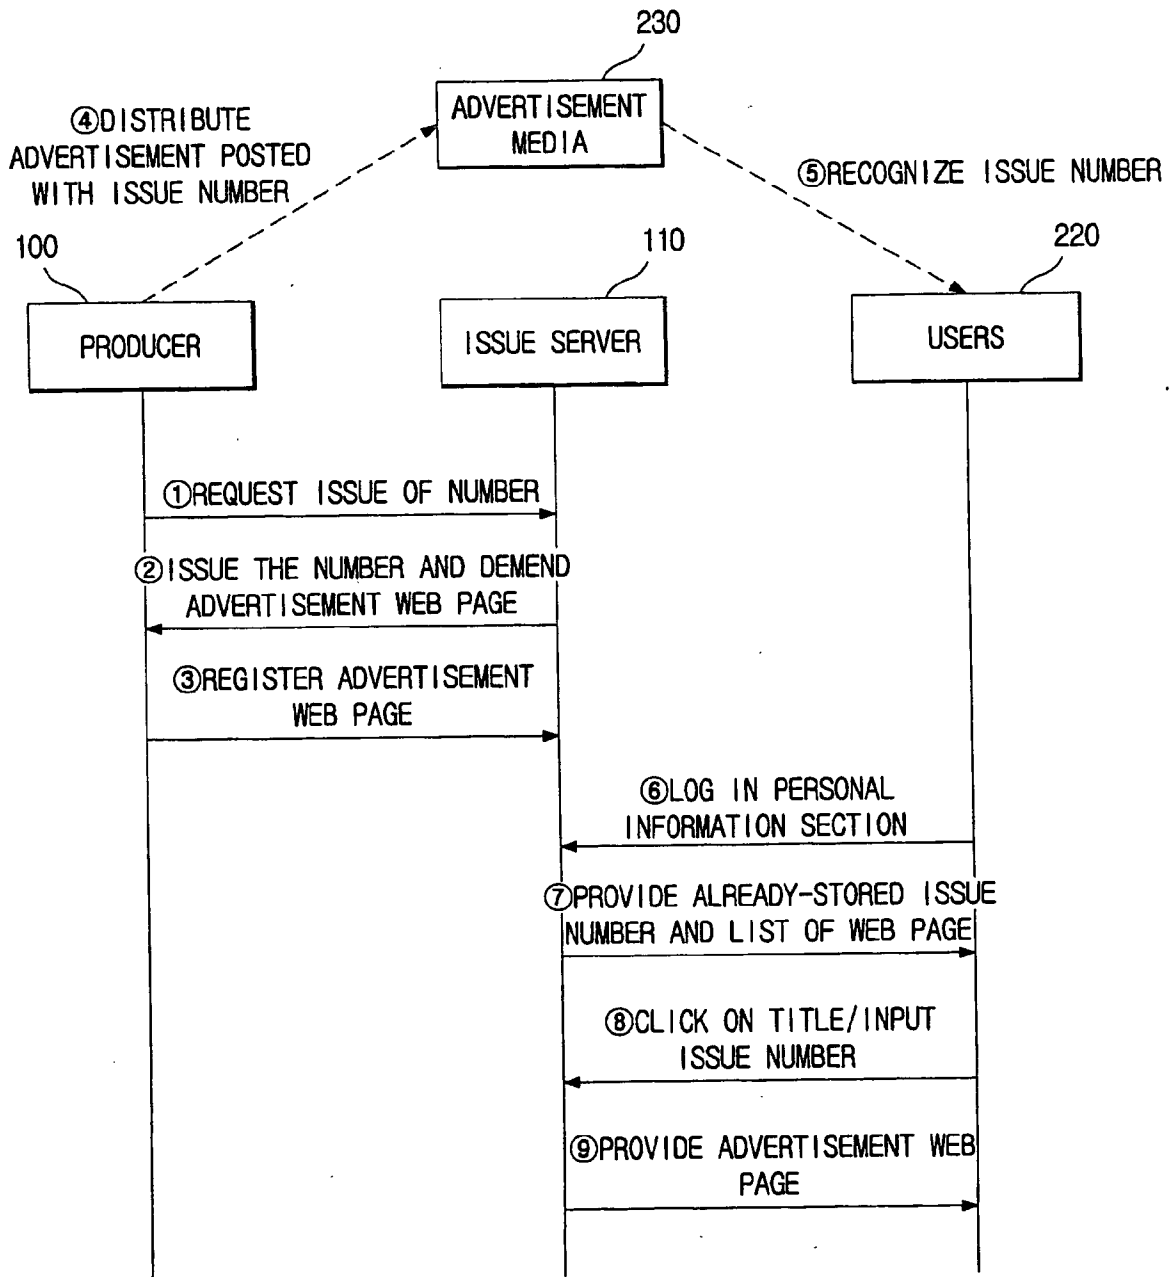 230
④DISTRIBUTE
ADVERTISEMENT POSTED
WITH ISSUE NUMBER
ADVERTISEMENT
MEDIA
⑤RECOGNIZE ISSUE NUMBER
100
110
220
PRODUCER
ISSUE SERVER
USERS
①REQUEST ISSUE OF NUMBER
②ISSUE THE NUMBER AND DEMEND
ADVERTISEMENT WEB PAGE
③REGISTER ADVERTISEMENT
WEB PAGE
⑥LOG IN PERSONAL
INFORMATION SECTION
⑦PROVIDE ALREADY-STORED ISSUE
NUMBER AND LIST OF WEB PAGE
⑧CLICK ON TITLE/INPUT
ISSUE NUMBER
⑨PROVIDE ADVERTISEMENT WEB
PAGE